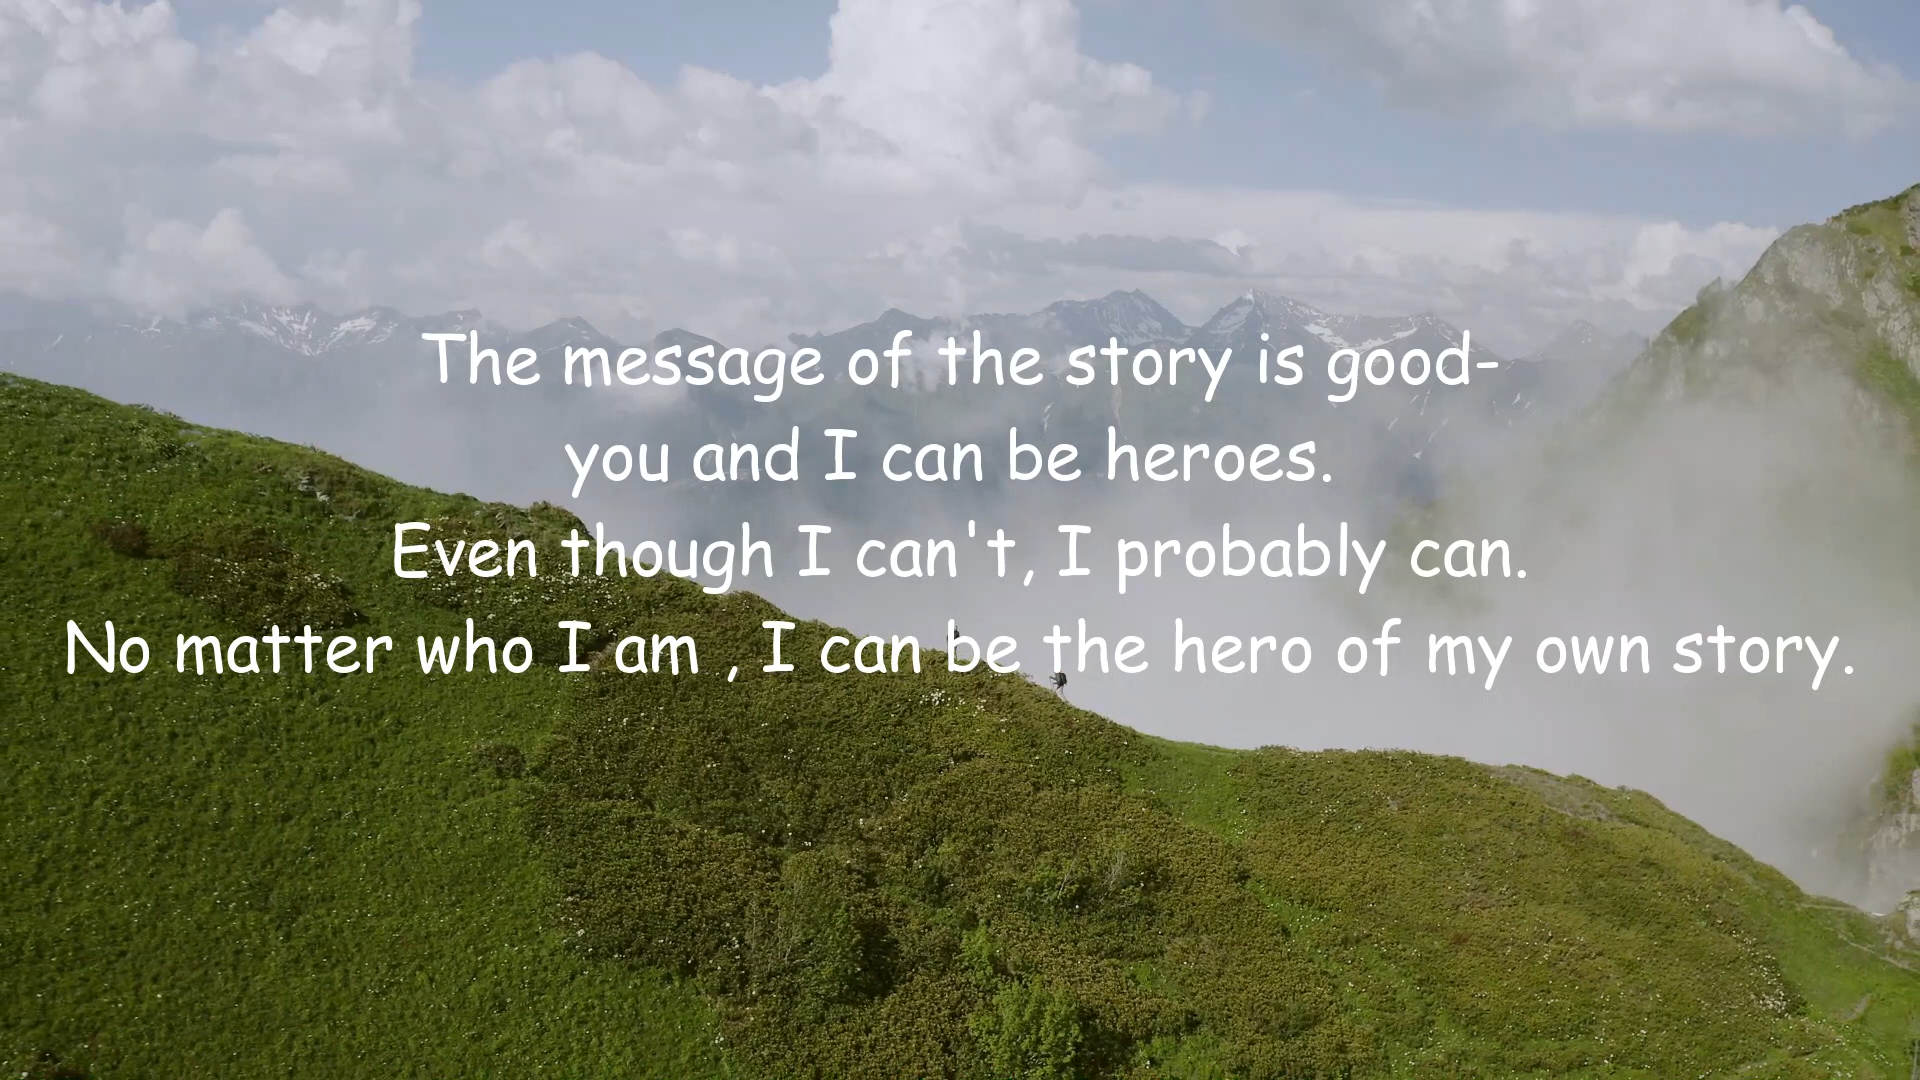 The message of the story is good-
you and I can be heroes.
Even though I can't, I probably can.
No matter who I am , I can be the hero of my own story.